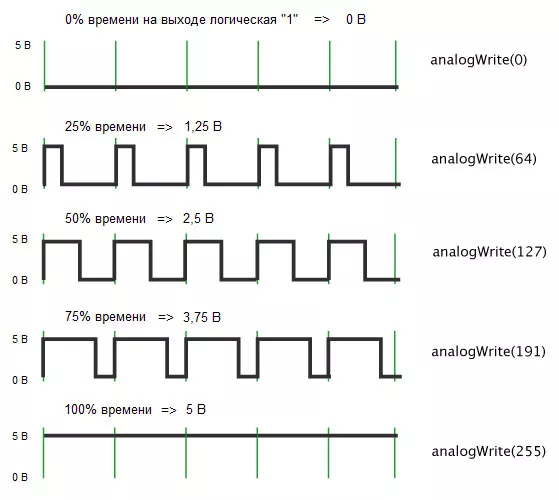 0% времени на выходе логическая "1" => 0 В
5 В
analogWrite(0)
0 В
25% времени => 1,25 В
5 В
analogWrite(64)
0 В
50% времени => 2,5 В
5 В
analogWrite(127)
0 В
75% времени => 3,75 В
5 В
analogWrite(191)
0 В
100% времени => 5 В
5 В
analogWrite(255)
0 В